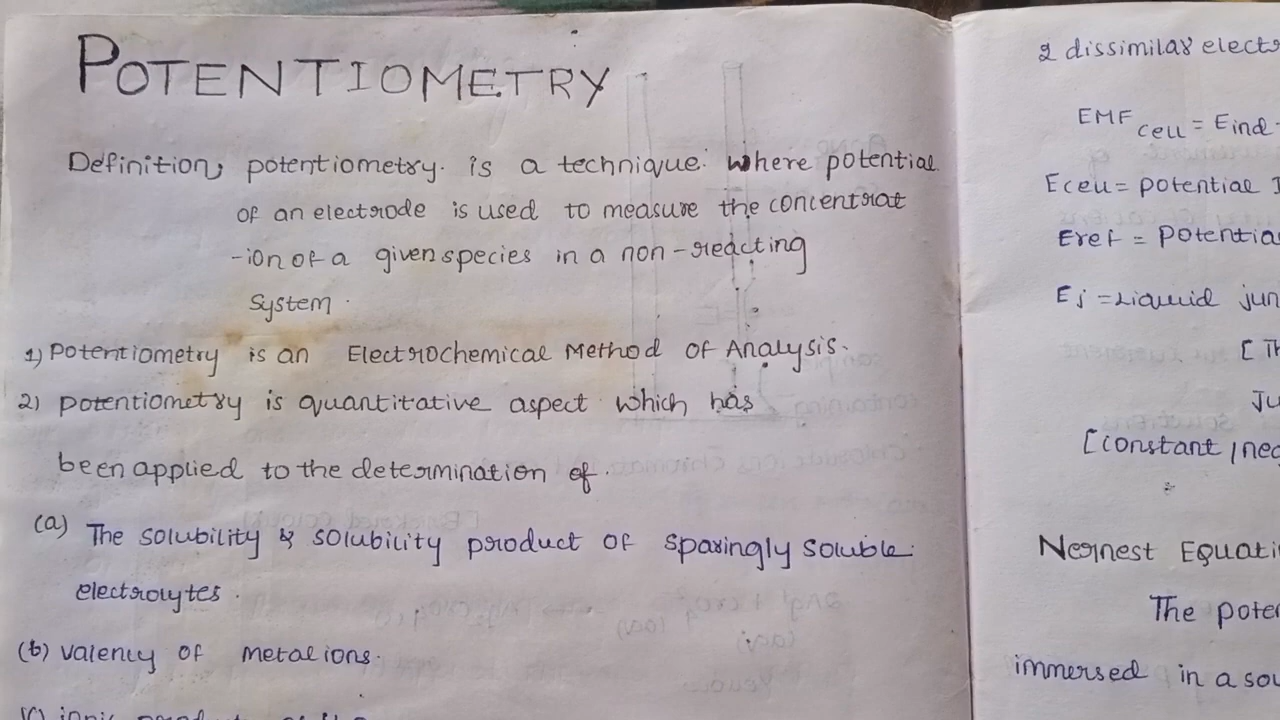 POTENTIOMETRY
Definition; potentiometry. is a technique. where potential
of an electrode is used to measure the concentrat
-ion of a given species in a non-reacting
system.
1) Potentiometry is an Electrochemical Method of Analysis.
2) potentiometry is quantitative aspect which has
been applied to the determination of.
(a) The solubility & solubility product of sparingly soluble
electrolytes.
(b) valency of metal ions.
(c) ionic
2 dissimilar elect
EMF cell = Eind
Ecell = potential
Eref = potentia
Ej = Liquid jun
[ Th
Ju
[constant / neg
Nernest Equati
The poten
immersed in a sou